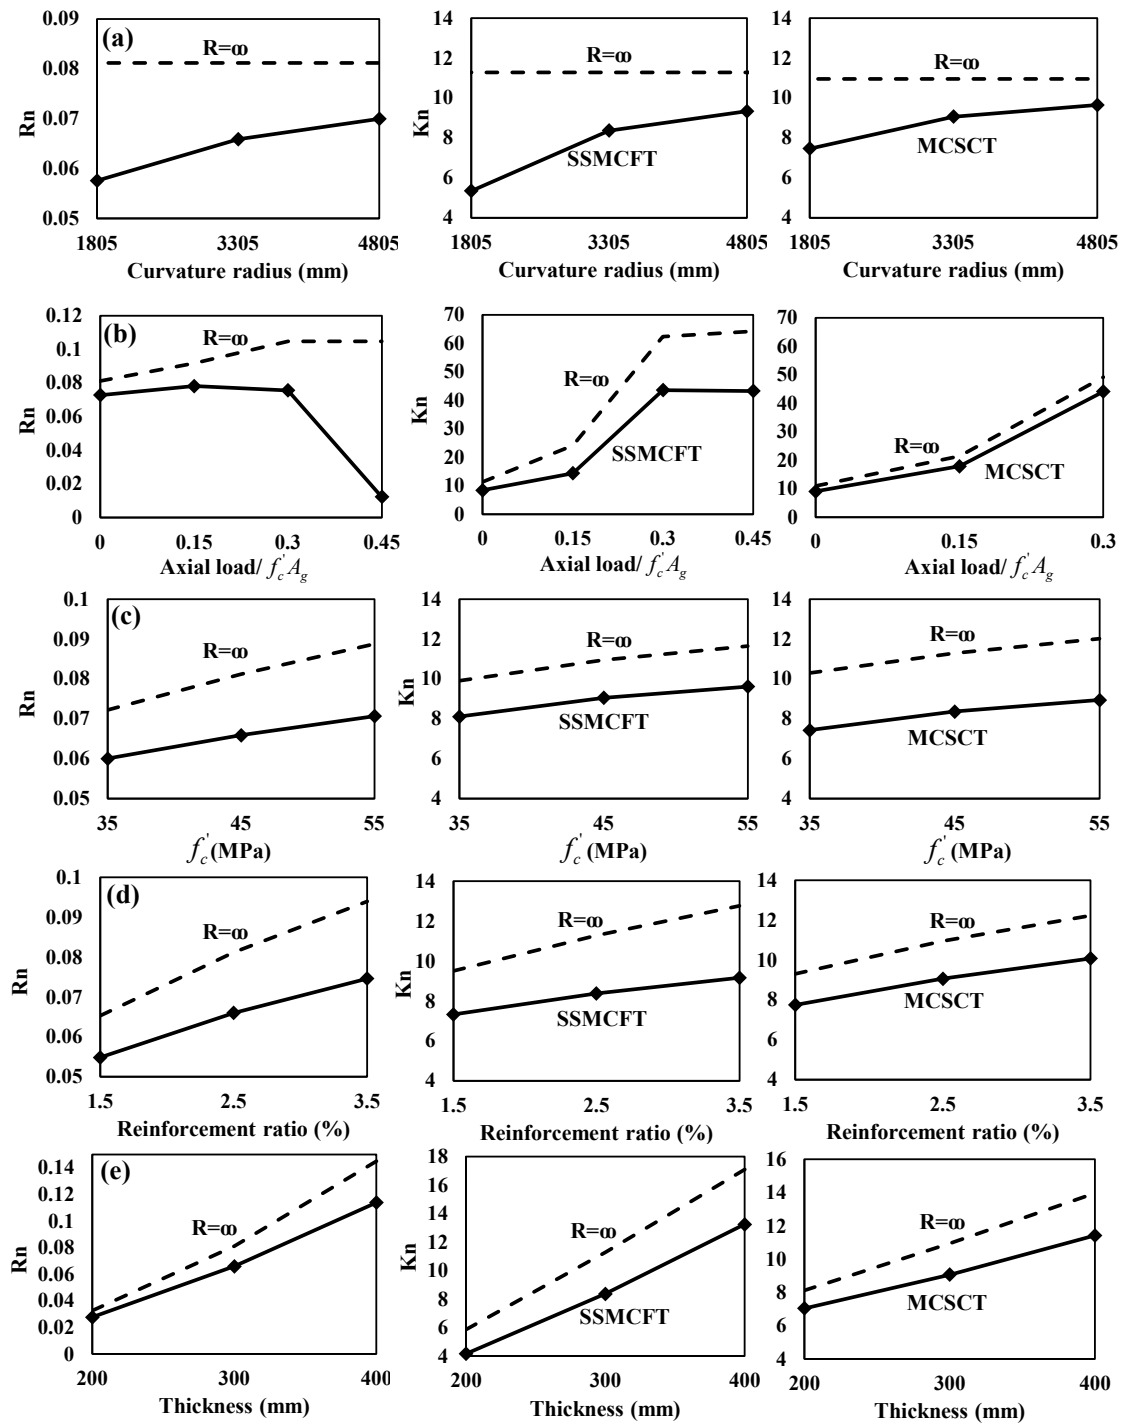 (a)
0.09
0.08
0.07
0.06
0.05
Rn
R=∞
1805 3305 4805
Curvature radius (mm)
14
12
10
8
6
4
Kn
R=∞
SSMCFT
1805 3305 4805
Curvature radius (mm)
14
12
10
8
6
4
R=∞
MCSCT
1805 3305 4805
Curvature radius (mm)
(b)
0.12
0.1
0.08
0.06
0.04
0.02
0
Rn
R=∞
0 0.15 0.3 0.45
Axial load/ f'c Ag
70
60
50
40
30
20
10
0
Kn
R=∞
SSMCFT
0 0.15 0.3 0.45
Axial load/ f'c Ag
70
60
50
40
30
20
10
0
R=∞
MCSCT
0 0.15 0.3
Axial load/ f'c Ag
(c)
0.1
0.09
0.08
0.07
0.06
0.05
Rn
R=∞
35 45 55
f'c (MPa)
14
12
10
8
6
4
Kn
R=∞
SSMCFT
35 45 55
f'c (MPa)
14
12
10
8
6
4
R=∞
MCSCT
35 45 55
f'c (MPa)
(d)
0.1
0.09
0.08
0.07
0.06
0.05
Rn
R=∞
1.5 2.5 3.5
Reinforcement ratio (%)
14
12
10
8
6
4
Kn
R=∞
SSMCFT
1.5 2.5 3.5
Reinforcement ratio (%)
14
12
10
8
6
4
R=∞
MCSCT
1.5 2.5 3.5
Reinforcement ratio (%)
(e)
0.14
0.12
0.1
0.08
0.06
0.04
0.02
0
Rn
R=∞
200 300 400
Thickness (mm)
18
16
14
12
10
8
6
4
Kn
R=∞
SSMCFT
200 300 400
Thickness (mm)
16
14
12
10
8
6
4
R=∞
MCSCT
200 300 400
Thickness (mm)